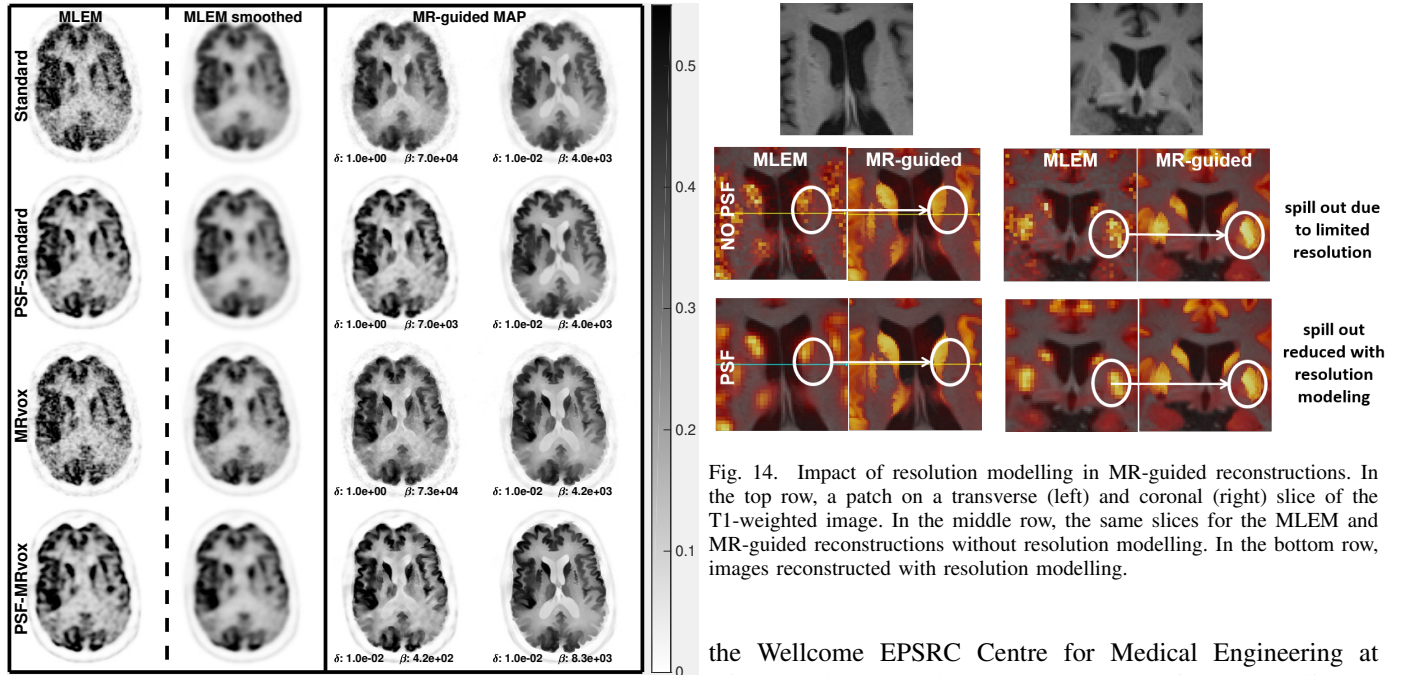 MLEM
MLEM smoothed
MR-guided MAP
Standard
δ: 1.0e+00 β: 7.0e+04
δ: 1.0e-02 β: 4.0e+03
PSF-Standard
δ: 1.0e+00 β: 7.0e+03
δ: 1.0e-02 β: 4.0e+03
MRvox
δ: 1.0e+00 β: 7.3e+04
δ: 1.0e-02 β: 4.2e+03
PSF-MRvox
δ: 1.0e-02 β: 4.2e+02
δ: 1.0e-02 β: 8.3e+03
0.5
0.4
0.3
0.2
0.1
0
MLEM
MR-guided
MLEM
MR-guided
NO PSF
spill out due
to limited
resolution
PSF
spill out
reduced with
resolution
modeling
Fig. 14. Impact of resolution modelling in MR-guided reconstructions. In
the top row, a patch on a transverse (left) and coronal (right) slice of the
T1-weighted image. In the middle row, the same slices for the MLEM and
MR-guided reconstructions without resolution modelling. In the bottom row,
images reconstructed with resolution modelling.
the Wellcome EPSRC Centre for Medical Engineering at